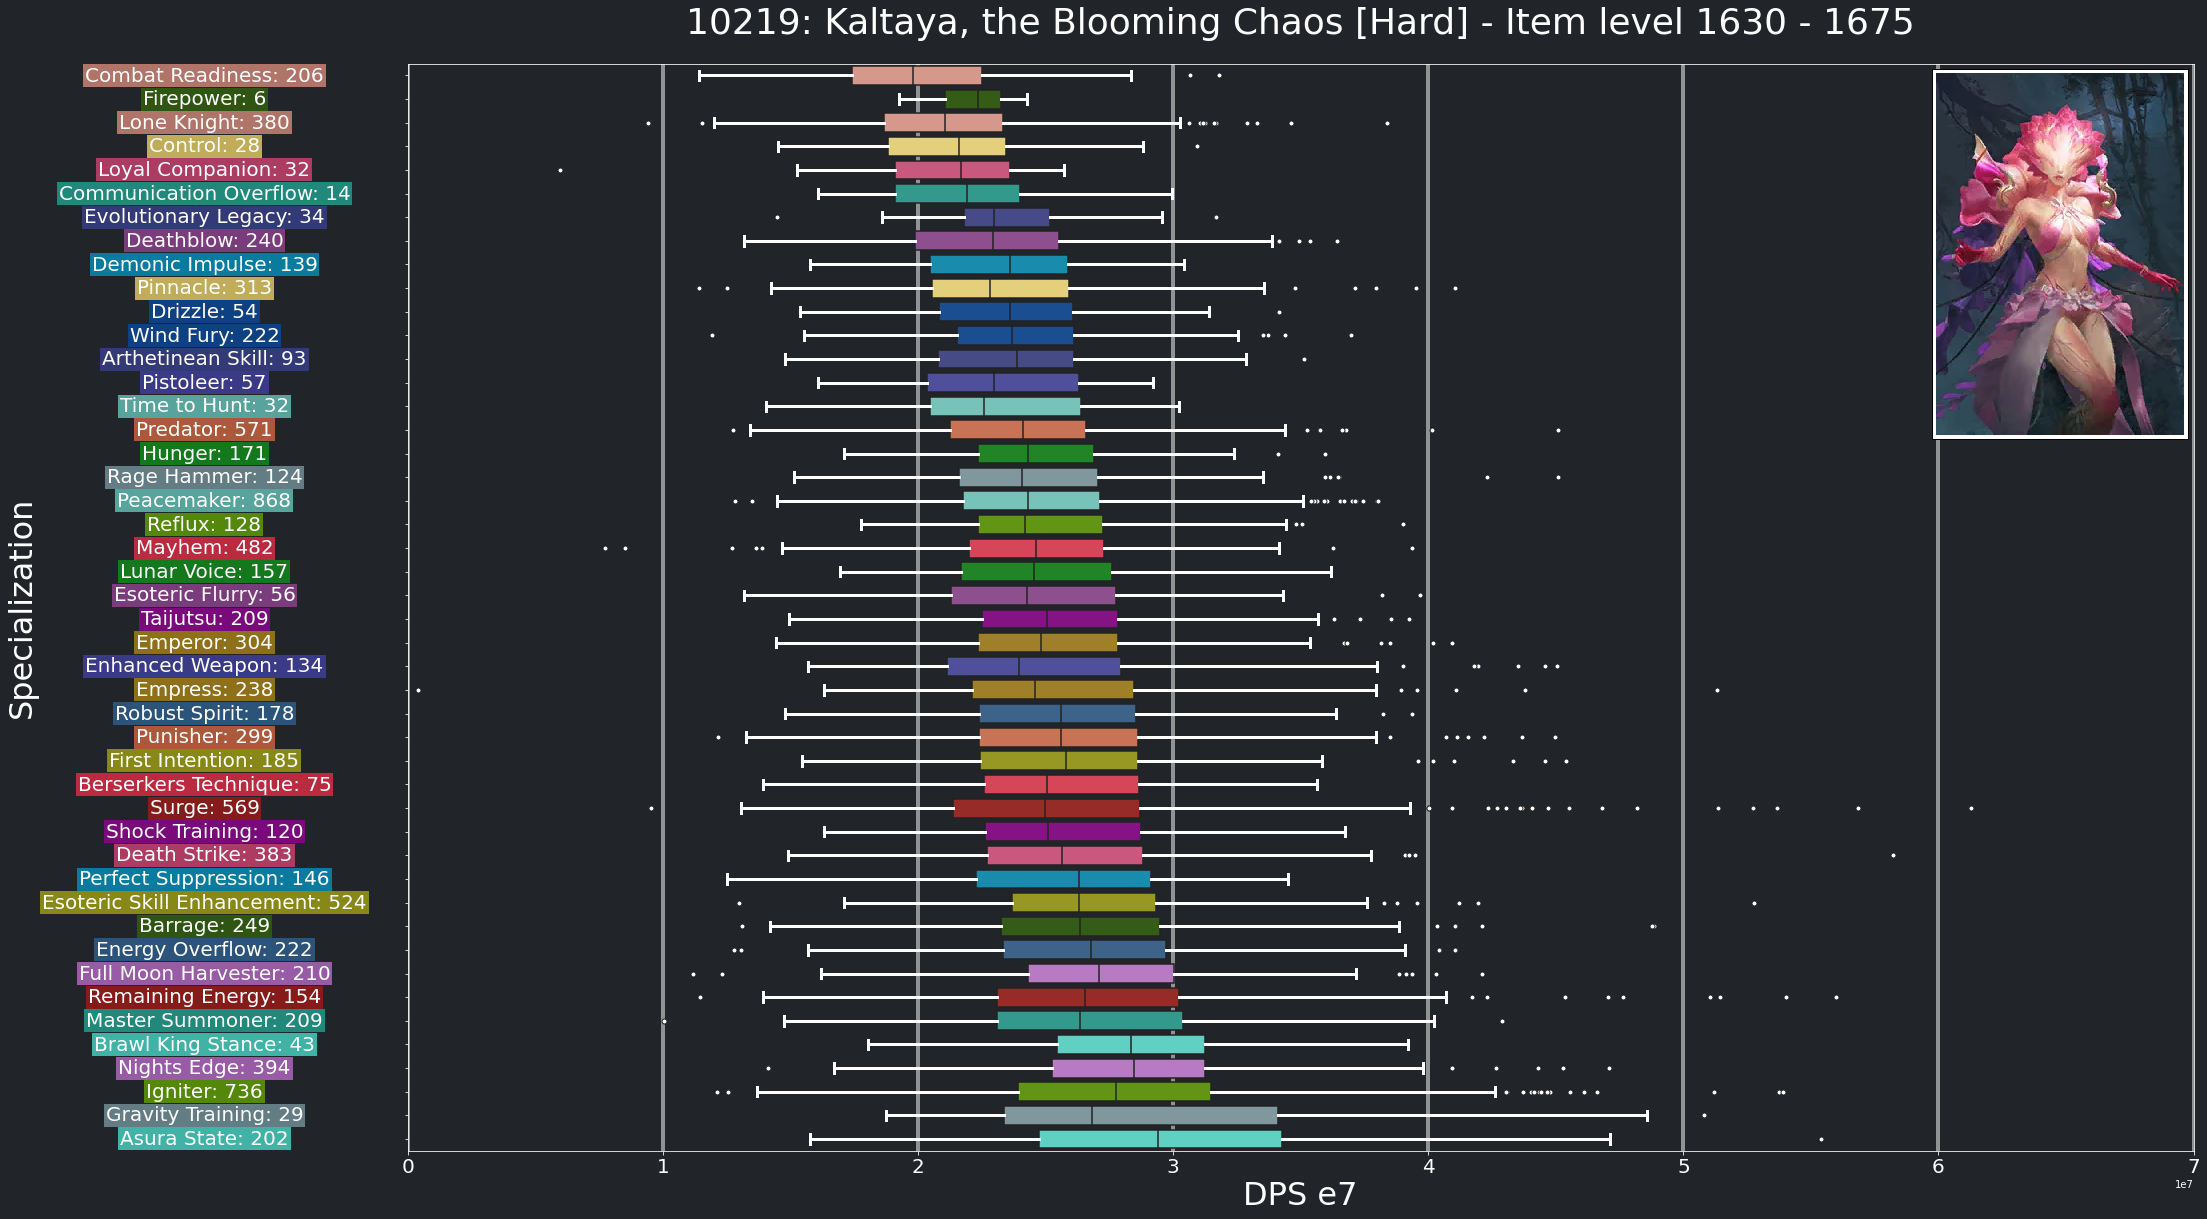 10219: Kaltaya, the Blooming Chaos [Hard] - Item level 1630 - 1675
Specialization
Combat Readiness: 206
Firepower: 6
Lone Knight: 380
Control: 28
Loyal Companion: 32
Communication Overflow: 14
Evolutionary Legacy: 34
Deathblow: 240
Demonic Impulse: 139
Pinnacle: 313
Drizzle: 54
Wind Fury: 222
Arthetinean Skill: 93
Pistoleer: 57
Time to Hunt: 32
Predator: 571
Hunger: 171
Rage Hammer: 124
Peacemaker: 868
Reflux: 128
Mayhem: 482
Lunar Voice: 157
Esoteric Flurry: 56
Taijutsu: 209
Emperor: 304
Enhanced Weapon: 134
Empress: 238
Robust Spirit: 178
Punisher: 299
First Intention: 185
Berserkers Technique: 75
Surge: 569
Shock Training: 120
Death Strike: 383
Perfect Suppression: 146
Esoteric Skill Enhancement: 524
Barrage: 249
Energy Overflow: 222
Full Moon Harvester: 210
Remaining Energy: 154
Master Summoner: 209
Brawl King Stance: 43
Nights Edge: 394
Igniter: 736
Gravity Training: 29
Asura State: 202
0 1 2 3 4 5 6 7
1e7
DPS e7